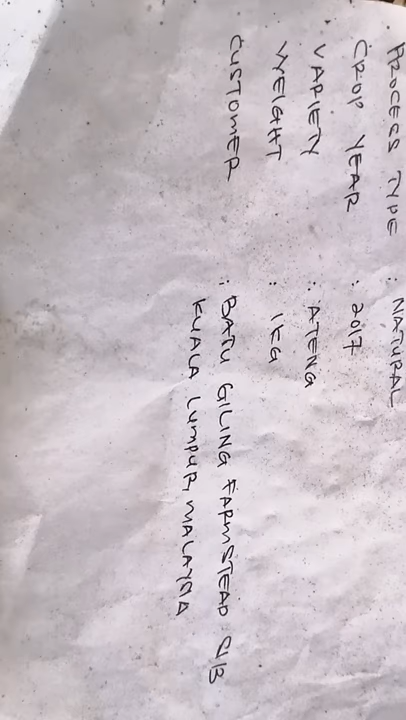 PROCESS TYPE : NATURAL
CROP YEAR : 2017
VARIETY : ATENG
WEIGHT : 1KG
CUSTOMER : BATU GILING FARMSTEAD S/B
KUALA LUMPUR, MALAYSIA